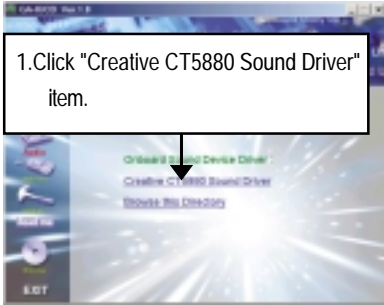 1.Click "Creative CT5880 Sound Driver"
item.
Onboard Sound Device Driver :
Creative CT5880 Sound Driver
Browse this Directory
EXIT